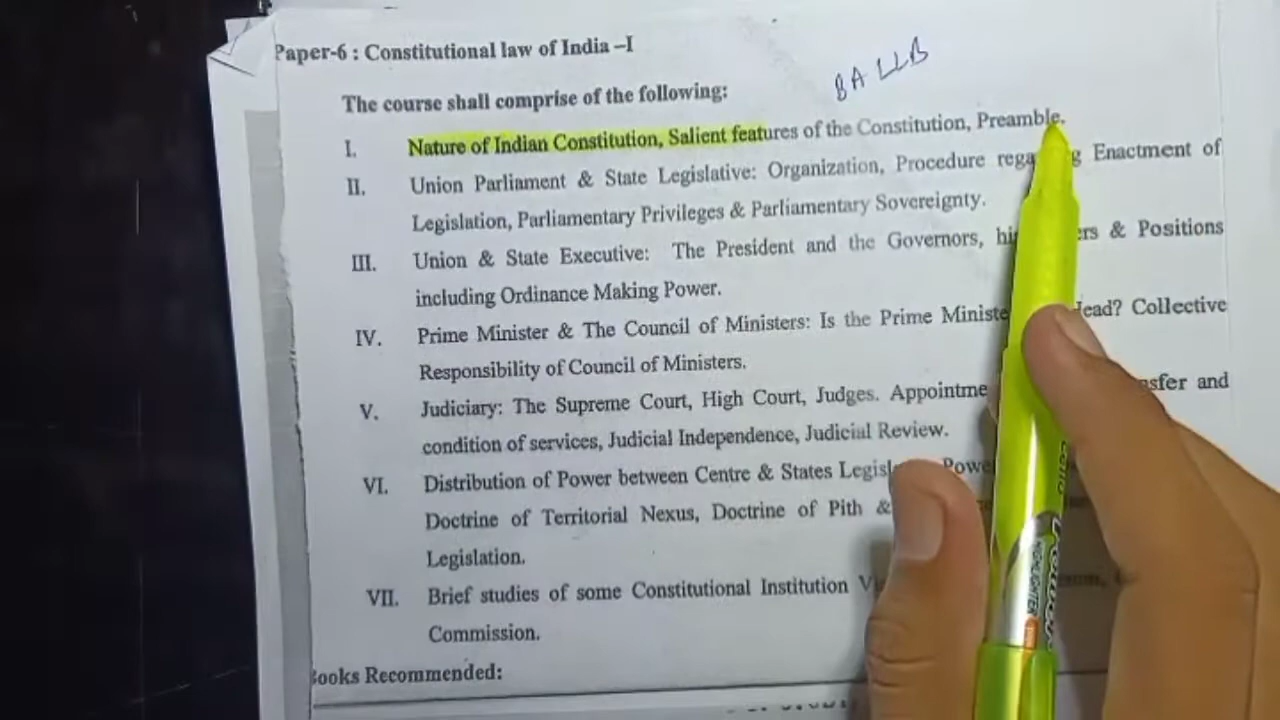 Paper-6 : Constitutional law of India –I
BA LLB
The course shall comprise of the following:
I. Nature of Indian Constitution, Salient features of the Constitution, Preamble.
II. Union Parliament & State Legislative: Organization, Procedure Enactment of
Legislation, Parliamentary Privileges & Parliamentary Sovereignty.
III. Union & State Executive: The President and the Governors, & Positions
including Ordinance Making Power.
IV. Prime Minister & The Council of Ministers: Is the Prime Collective
Responsibility of Council of Ministers.
V. Judiciary: The Supreme Court, High Court, Judges. and
condition of services, Judicial Independence, Judicial Review.
VI. Distribution of Power between Centre & States
Doctrine of Territorial Nexus, Doctrine of Pith &
Legislation.
VII. Brief studies of some Constitutional Institution
Commission.
Books Recommended:
HIGHLIGHTER